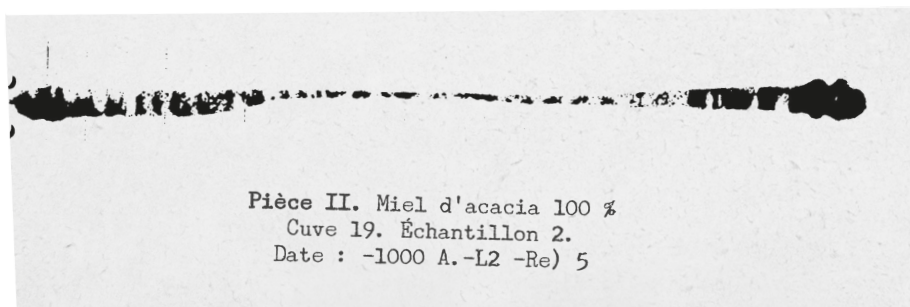 Pièce II. Miel d'acacia 100 %
Cuve 19. Échantillon 2.
Date : -1000 A.-L2 -Re) 5